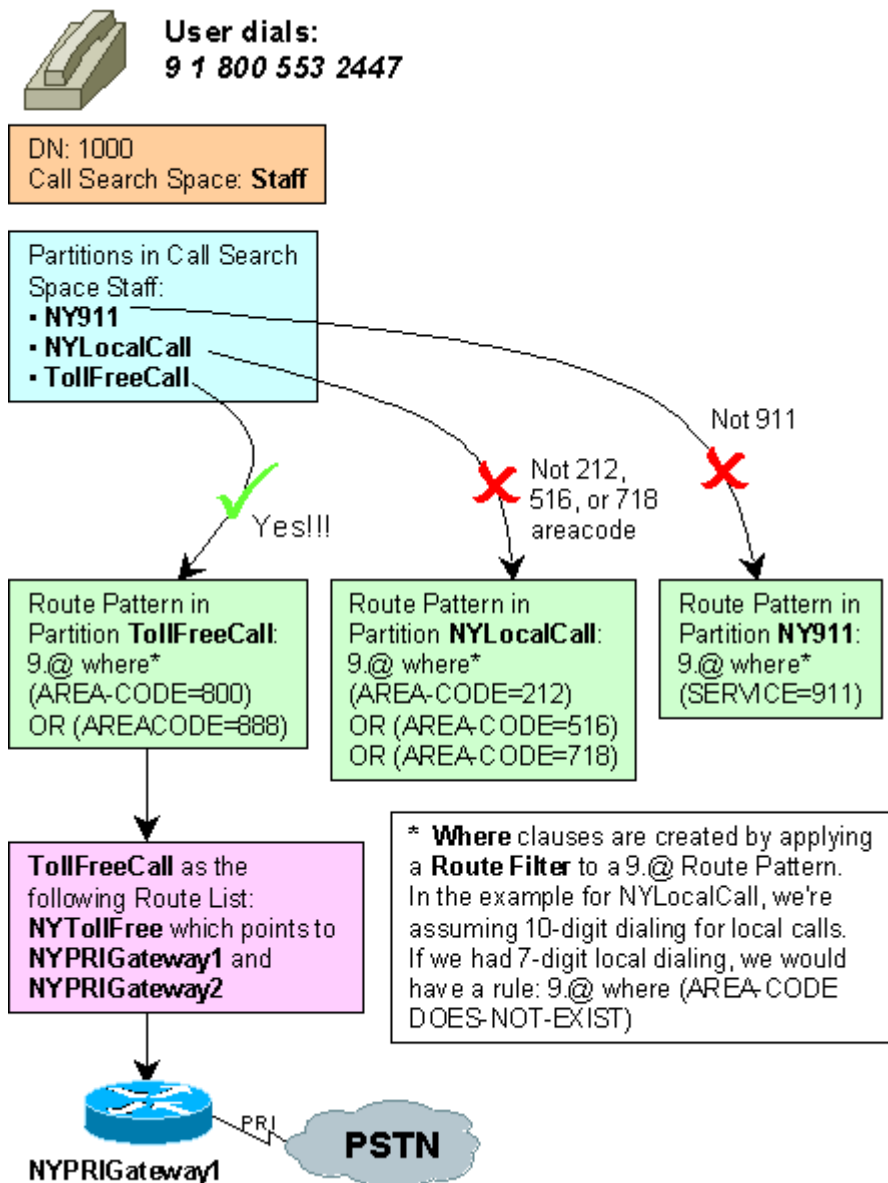 User dials:
9 1 800 553 2447
DN: 1000
Call Search Space: Staff
Partitions in Call Search
Space Staff:
▪ NY911
▪ NYLocalCall
▪ TollFreeCall
Not 911
Not 212,
516, or 718
areacode
Yes!!!
Route Pattern in
Partition TollFreeCall:
9.@ where*
(AREA-CODE=800)
OR (AREACODE=888)
Route Pattern in
Partition NYLocalCall:
9.@ where*
(AREA-CODE=212)
OR (AREA-CODE=516)
OR (AREA-CODE=718)
Route Pattern in
Partition NY911:
9.@ where*
(SERVICE=911)
TollFreeCall as the
following Route List:
NYTollFree which points to
NYPRIGateway1 and
NYPRIGateway2
* Where clauses are created by applying
a Route Filter to a 9.@ Route Pattern.
In the example for NYLocalCall, we're
assuming 10-digit dialing for local calls.
If we had 7-digit local dialing, we would
have a rule: 9.@ where (AREA-CODE
DOES-NOT-EXIST)
PRI
PSTN
NYPRIGateway1